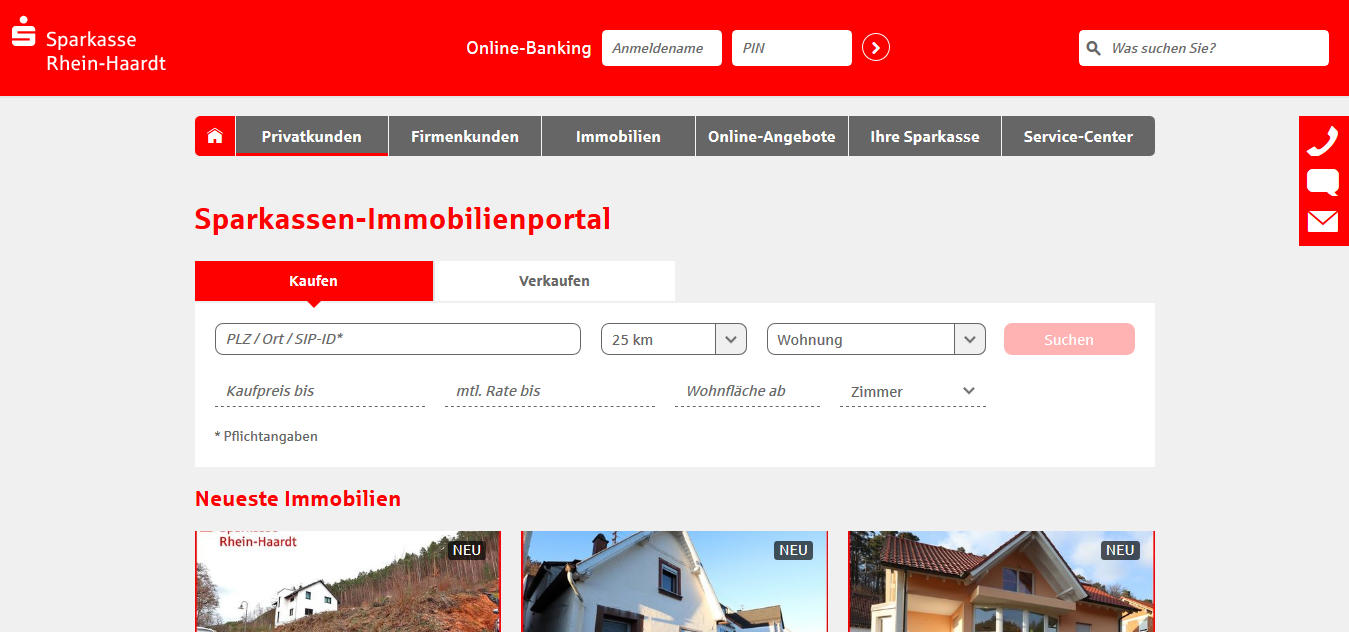 Sparkasse
Rhein-Haardt
Online-Banking
Anmeldename
PIN
Was suchen Sie?
Privatkunden
Firmenkunden
Immobilien
Online-Angebote
Ihre Sparkasse
Service-Center
Sparkassen-Immobilienportal
Kaufen
Verkaufen
PLZ / Ort / SIP-ID*
25 km
Wohnung
Suchen
Kaufpreis bis
mtl. Rate bis
Wohnfläche ab
Zimmer
* Pflichtangaben
Neueste Immobilien
Sparkasse
Rhein-Haardt
NEU
NEU
NEU